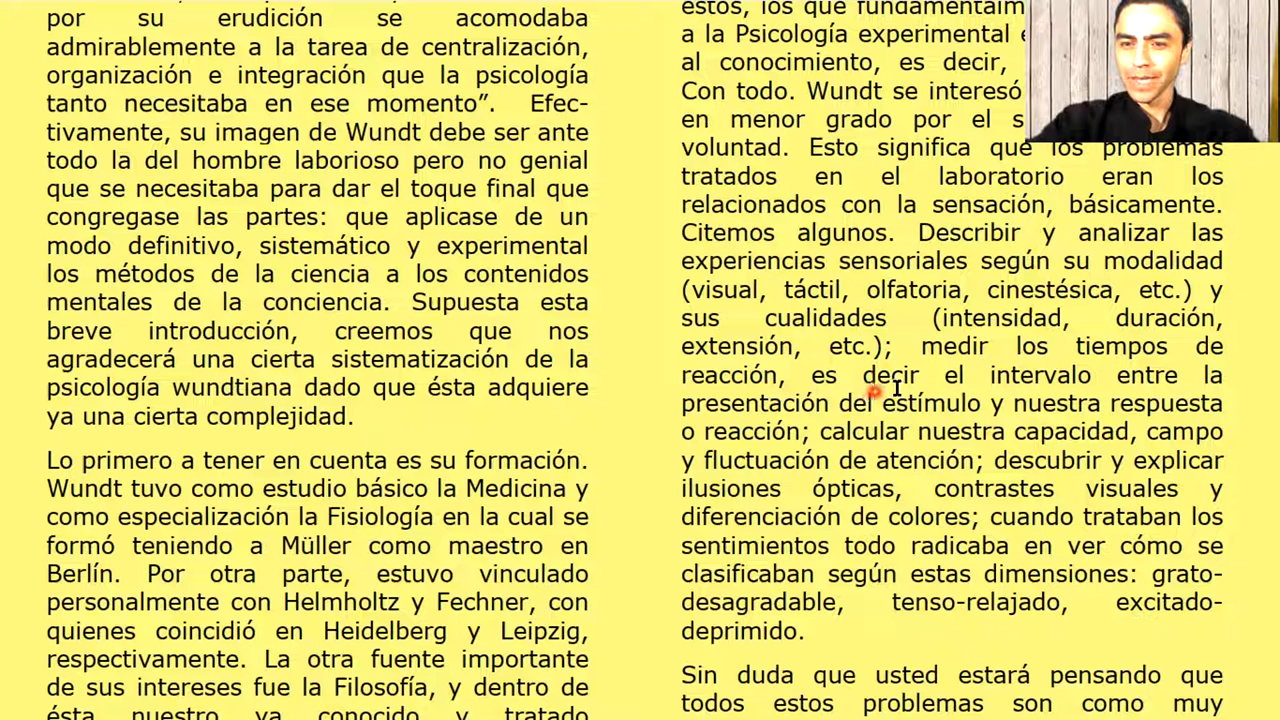 por su erudición se acomodaba
admirablemente a la tarea de centralización,
organización e integración que la psicología
tanto necesitaba en ese momento”. Efec-
tivamente, su imagen de Wundt debe ser ante
todo la del hombre laborioso pero no genial
que se necesitaba para dar el toque final que
congregase las partes: que aplicase de un
modo definitivo, sistemático y experimental
los métodos de la ciencia a los contenidos
mentales de la conciencia. Supuesta esta
breve introducción, creemos que nos
agradecerá una cierta sistematización de la
psicología wundtiana dado que ésta adquiere
ya una cierta complejidad.
Lo primero a tener en cuenta es su formación.
Wundt tuvo como estudio básico la Medicina y
como especialización la Fisiología en la cual se
formó teniendo a Müller como maestro en
Berlín. Por otra parte, estuvo vinculado
personalmente con Helmholtz y Fechner, con
quienes coincidió en Heidelberg y Leipzig,
respectivamente. La otra fuente importante
de sus intereses fue la Filosofía, y dentro de
ésta nuestro ya conocido y tratado
estos, los que
a la Psicología experimental
al conocimiento, es decir,
Con todo. Wundt se interesó
en menor grado por el
voluntad. Esto significa que los problemas
tratados en el laboratorio eran los
relacionados con la sensación, básicamente.
Citemos algunos. Describir y analizar las
experiencias sensoriales según su modalidad
(visual, táctil, olfatoria, cinestésica, etc.) y
sus cualidades (intensidad, duración,
extensión, etc.); medir los tiempos de
reacción, es decir el intervalo entre la
presentación del estímulo y nuestra respuesta
o reacción; calcular nuestra capacidad, campo
y fluctuación de atención; descubrir y explicar
ilusiones ópticas, contrastes visuales y
diferenciación de colores; cuando trataban los
sentimientos todo radicaba en ver cómo se
clasificaban según estas dimensiones: grato-
desagradable, tenso-relajado, excitado-
deprimido.
Sin duda que usted estará pensando que
todos estos problemas son como muy